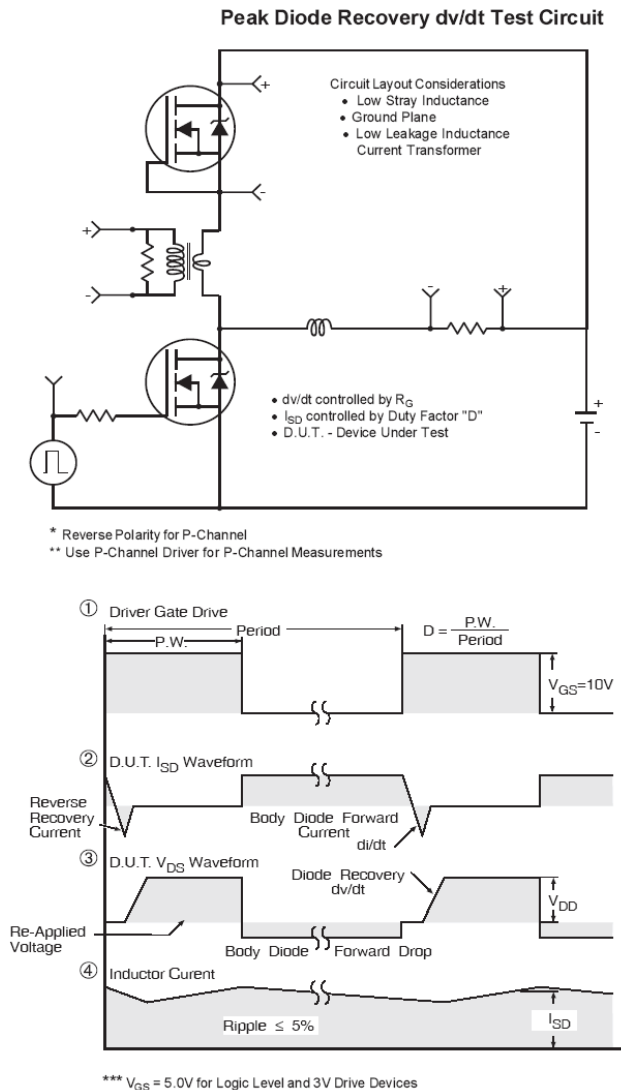 Peak Diode Recovery dv/dt Test Circuit
+
Circuit Layout Considerations
• Low Stray Inductance
• Ground Plane
• Low Leakage Inductance
Current Transformer
-
+
-
-
+
• dv/dt controlled by RG
• ISD controlled by Duty Factor "D"
• D.U.T. - Device Under Test
+
-
* Reverse Polarity for P-Channel
** Use P-Channel Driver for P-Channel Measurements
① Driver Gate Drive
P.W.
Period
D = P.W.
Period
VGS=10V
② D.U.T. ISD Waveform
Reverse
Recovery
Current
Body Diode Forward
Current
di/dt
③ D.U.T. VDS Waveform
Diode Recovery
dv/dt
VDD
Re-Applied
Voltage
Body Diode Forward Drop
④ Inductor Curent
Ripple ≤ 5%
ISD
*** VGS = 5.0V for Logic Level and 3V Drive Devices